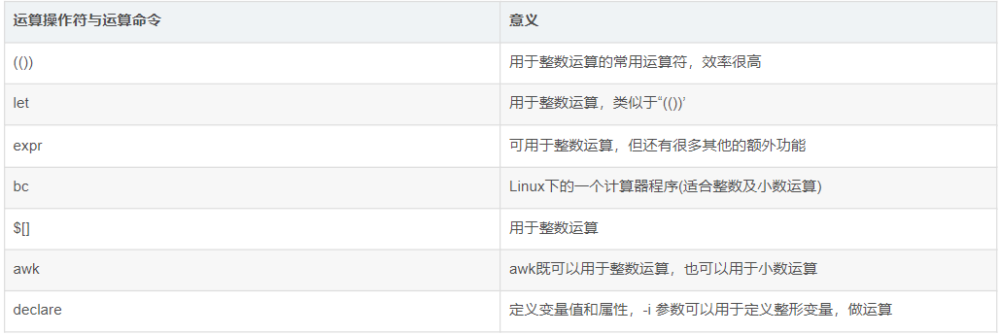 运算操作符与运算命令 意义
(()) 用于整数运算的常用运算符，效率很高
let 用于整数运算，类似于“(())’
expr 可用于整数运算，但还有很多其他的额外功能
bc Linux下的一个计算器程序(适合整数及小数运算)
$[] 用于整数运算
awk awk既可以用于整数运算，也可以用于小数运算
declare 定义变量值和属性，-i 参数可以用于定义整形变量，做运算